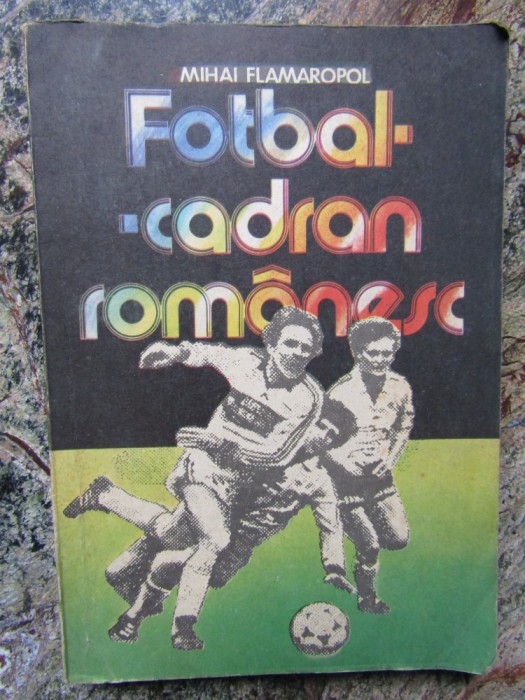 MIHAI FLAMAROPOL
Fotbal-
-cadran
românesc